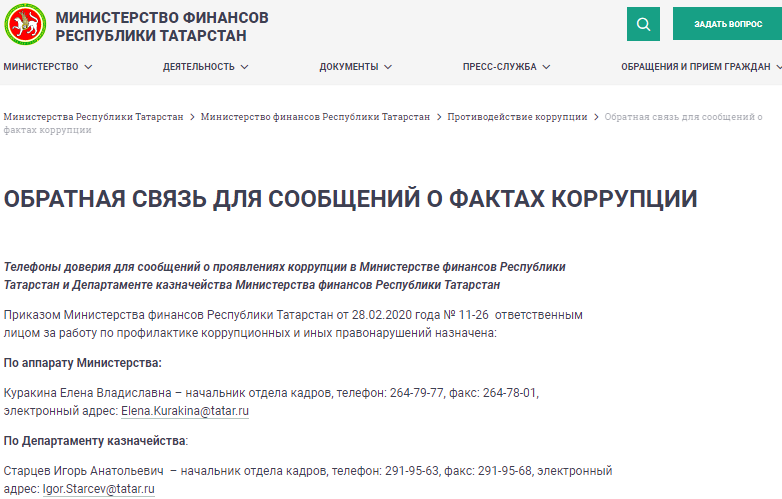 МИНИСТЕРСТВО ФИНАНСОВ
РЕСПУБЛИКИ ТАТАРСТАН
ЗАДАТЬ ВОПРОС
МИНИСТЕРСТВО
ДЕЯТЕЛЬНОСТЬ
ДОКУМЕНТЫ
ПРЕСС-СЛУЖБА
ОБРАЩЕНИЯ И ПРИЕМ ГРАЖДАН
Министерства Республики Татарстан > Министерство финансов Республики Татарстан > Противодействие коррупции > Обратная связь для сообщений о
фактах коррупции
ОБРАТНАЯ СВЯЗЬ ДЛЯ СООБЩЕНИЙ О ФАКТАХ КОРРУПЦИИ
Телефоны доверия для сообщений о проявлениях коррупции в Министерстве финансов Республики
Татарстан и Департаменте казначейства Министерства финансов Республики Татарстан
Приказом Министерства финансов Республики Татарстан от 28.02.2020 года № 11-26 ответственным
лицом за работу по профилактике коррупционных и иных правонарушений назначена:
По аппарату Министерства:
Куракина Елена Владиславна – начальник отдела кадров, телефон: 264-79-77, факс: 264-78-01,
электронный адрес: Elena.Kurakina@tatar.ru
По Департаменту казначейства:
Старцев Игорь Анатольевич – начальник отдела кадров, телефон: 291-95-63, факс: 291-95-68, электронный
адрес: Igor.Starcev@tatar.ru